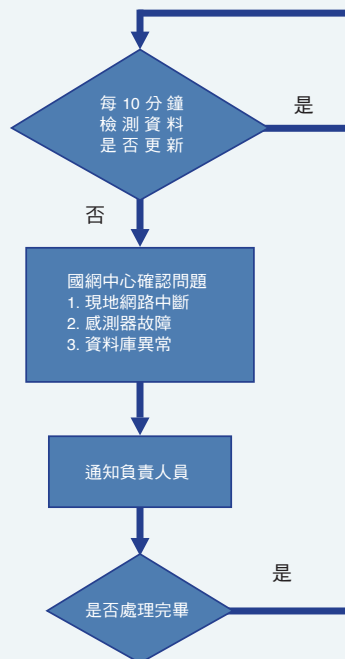 每 10 分鐘
檢測資料
是否更新
是
否
國網中心確認問題
1. 現地網路中斷
2. 感測器故障
3. 資料庫異常
通知負責人員
是
是否處理完畢